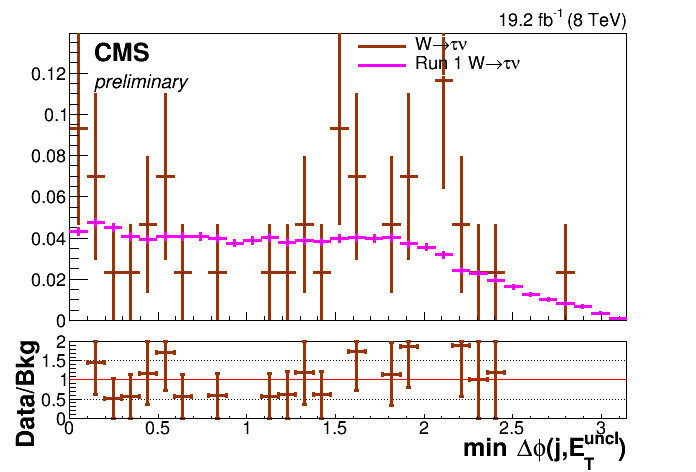 19.2 fb⁻¹ (8 TeV)
CMS
preliminary
W→τν
Run 1 W→τν
0.12
0.1
0.08
0.06
0.04
0.02
0
Data/Bkg
2
1.5
1
0.5
0
0 0.5 1 1.5 2 2.5 3
min Δϕ(j,E_T^uncl)